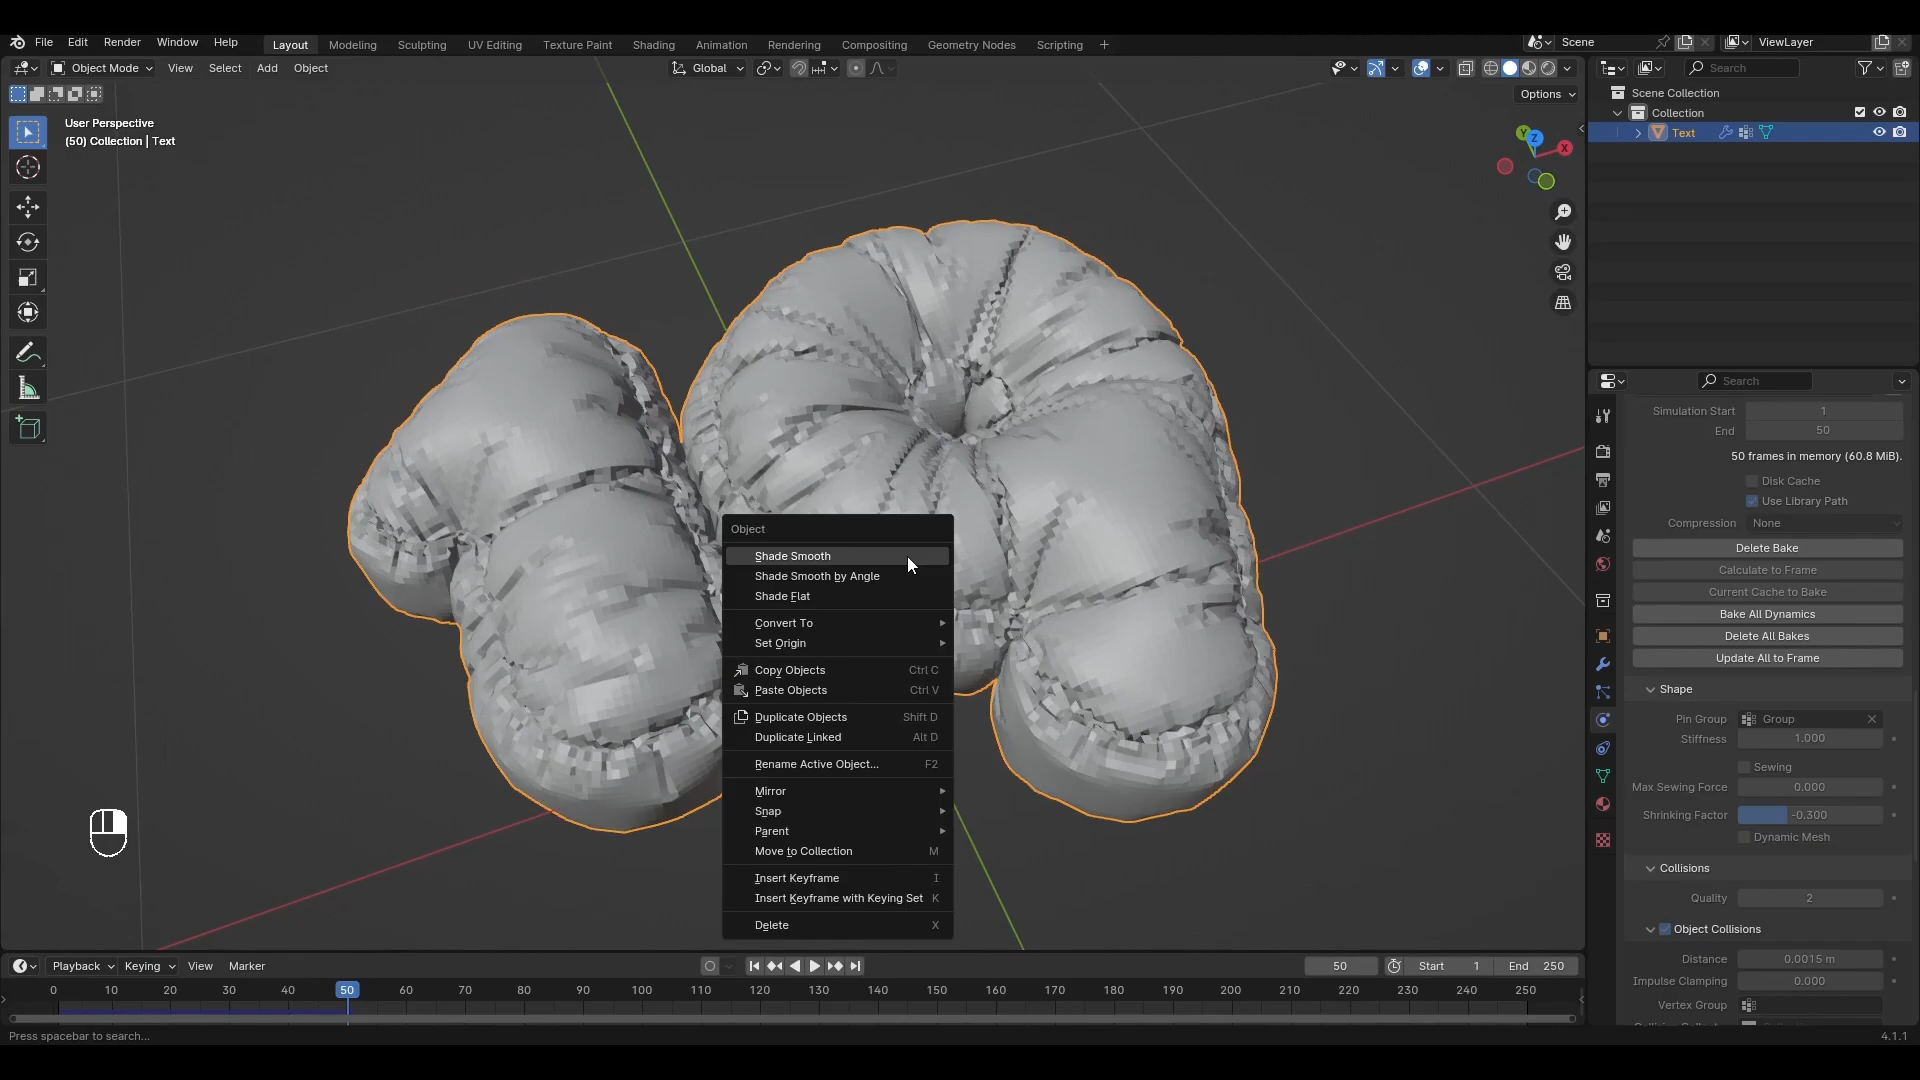 File Edit Render Window Help
Layout Modeling Sculpting UV Editing Texture Paint Shading Animation Rendering Compositing Geometry Nodes Scripting +
Scene ViewLayer
Object Mode View Select Add Object
Global
Search
Options
User Perspective
(50) Collection | Text
Y Z X
Scene Collection
Collection
Text
Search
Simulation Start 1
End 50
50 frames in memory (60.8 MiB).
Disk Cache
Use Library Path
Compression None
Delete Bake
Calculate to Frame
Current Cache to Bake
Bake All Dynamics
Delete All Bakes
Update All to Frame
Shape
Pin Group Group
Stiffness 1.000
Sewing
Max Sewing Force 0.000
Shrinking Factor -0.300
Dynamic Mesh
Collisions
Quality 2
Object Collisions
Distance 0.0015 m
Impulse Clamping 0.000
Vertex Group
Object
Shade Smooth
Shade Smooth by Angle
Shade Flat
Convert To
Set Origin
Copy Objects Ctrl C
Paste Objects Ctrl V
Duplicate Objects Shift D
Duplicate Linked Alt D
Rename Active Object... F2
Mirror
Snap
Parent
Move to Collection M
Insert Keyframe I
Insert Keyframe with Keying Set K
Delete X
Playback Keying View Marker
50 Start 1 End 250
0 10 20 30 40 50 60 70 80 90 100 110 120 130 140 150 160 170 180 190 200 210 220 230 240 250
Press spacebar to search...
4.1.1